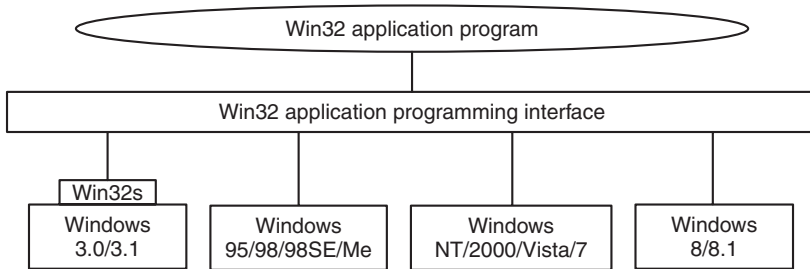 Win32 application program
Win32 application programming interface
Win32s
Windows
3.0/3.1
Windows
95/98/98SE/Me
Windows
NT/2000/Vista/7
Windows
8/8.1